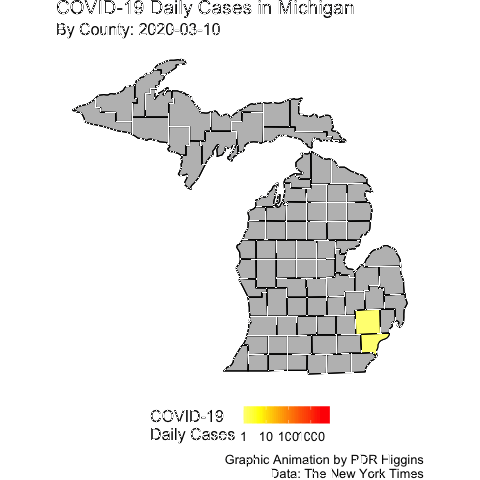 COVID-19 Daily Cases in Michigan
By County: 2020-03-10
COVID-19
Daily Cases 1 10 100 000
Graphic Animation by PDR Higgins
Data: The New York Times